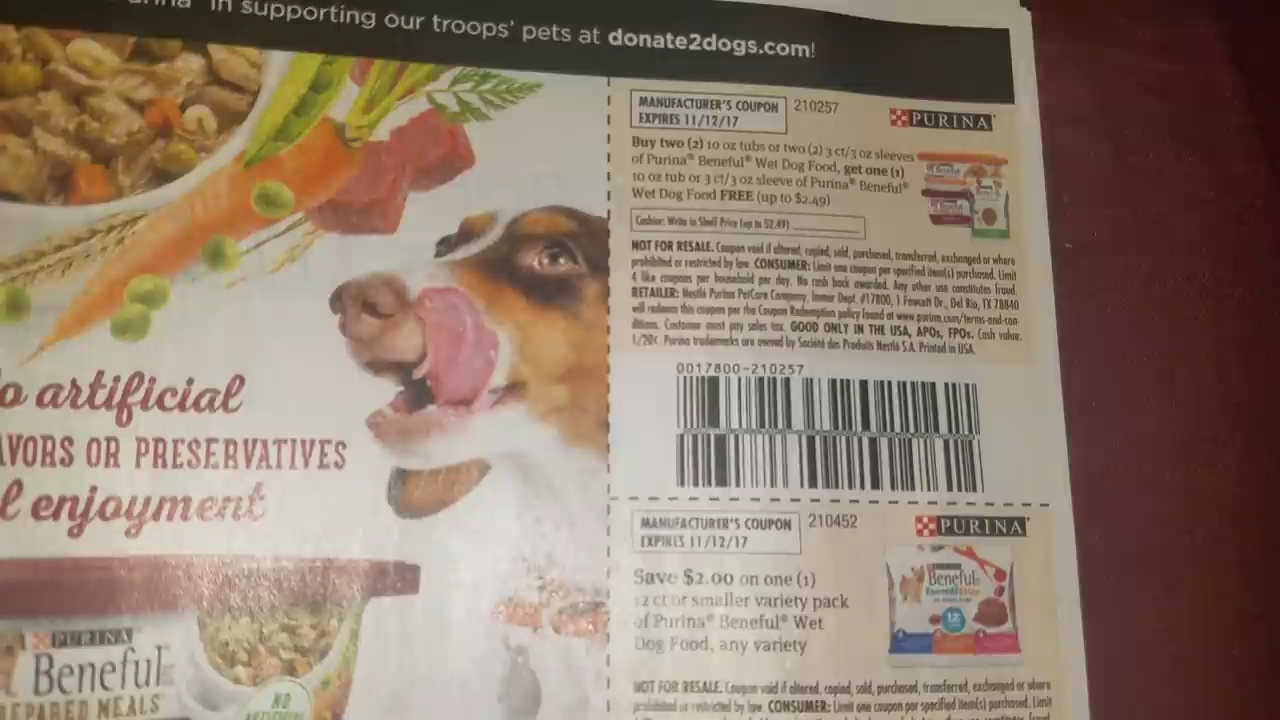 in supporting our troops' pets at donate2dogs.com!
MANUFACTURER'S COUPON 210257
EXPIRES 11/12/17
PURINA®
Buy two (2) 10 oz tubs or two (2) 3 ct/3 oz sleeves
of Purina® Beneful® Wet Dog Food, get one (1)
10 oz tub or 3 ct/3 oz sleeve of Purina® Beneful®
Wet Dog Food FREE (up to $2.49)
Cashier: Write in Shelf Price (up to $2.49)
NOT FOR RESALE. Coupon void if altered, copied, sold, purchased, transferred, exchanged or where
prohibited or restricted by law. CONSUMER: Limit one coupon per specified item(s) purchased. Limit
4 like coupons per household per day. No cash back awarded. Any other use constitutes fraud.
RETAILER: Nestlé Purina PetCare Company, Inmar Dept. #17800, 1 Fawcett Dr., Del Rio, TX 78840
will redeem this coupon per the Coupon Redemption policy found at www.purina.com/terms-and-con-
ditions. Customer must pay sales tax. GOOD ONLY IN THE USA, APOs, FPOs. Cash value:
1/20¢ Purina trademarks are owned by Société des Produits Nestlé S.A. Printed in USA.
0017800-210257
MANUFACTURER'S COUPON 210452
EXPIRES 11/12/17
PURINA®
Save $2.00 on one (1)
12 ct or smaller variety pack
of Purina® Beneful® Wet
Dog Food, any variety
Beneful
12
NOT FOR RESALE. Coupon void if altered, copied, sold, purchased, transferred, exchanged or where
prohibited or restricted by law. CONSUMER: Limit one coupon per specified item(s) purchased. Limit
o artificial
AVORS OR PRESERVATIVES
l enjoyment
PURINA
Beneful
REPARED MEALS
NO
ARTIFICIAL